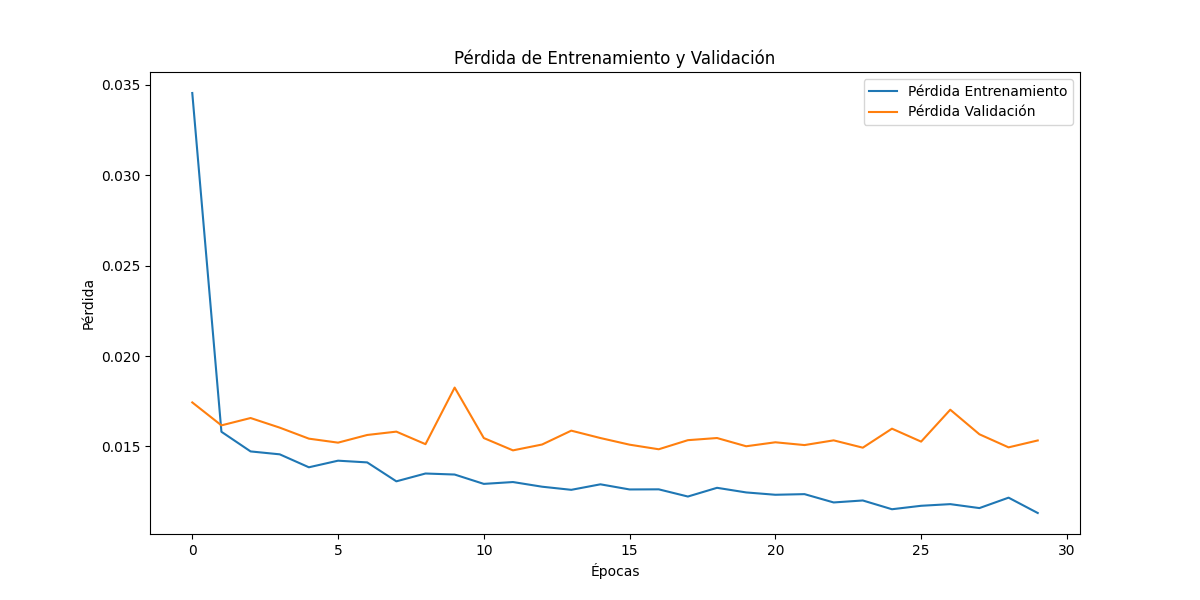 Pérdida de Entrenamiento y Validación
Pérdida Entrenamiento
Pérdida Validación
Pérdida
0.035
0.030
0.025
0.020
0.015
0 5 10 15 20 25 30
Épocas